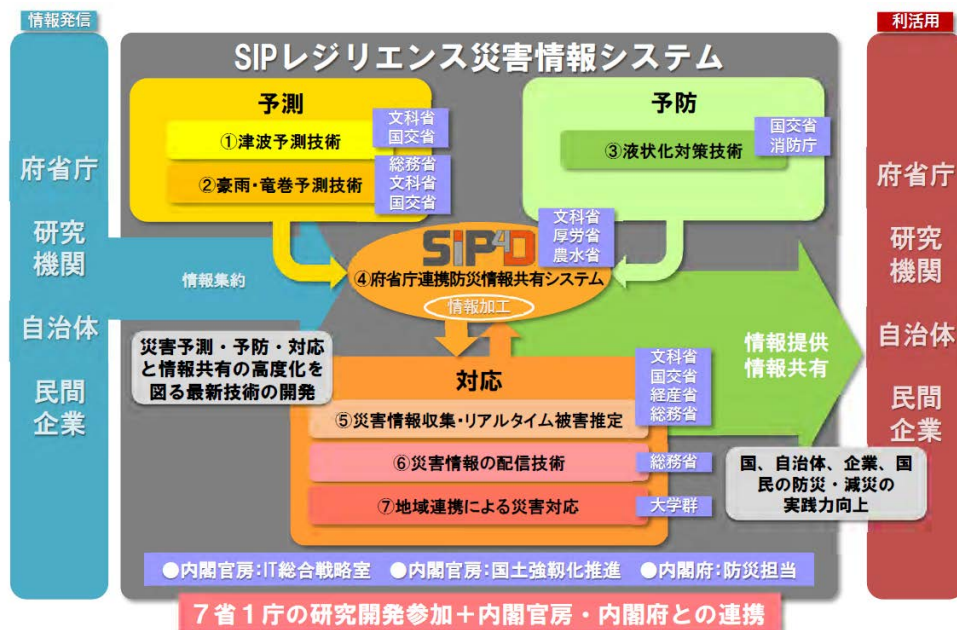 情報発信
利活用
SIPレジリエンス災害情報システム
府省庁
研究
機関
自治体
民間
企業
予測
①津波予測技術
文科省
国交省
②豪雨・竜巻予測技術
総務省
文科省
国交省
予防
③液状化対策技術
国交省
消防庁
情報集約
SIP4D
文科省
厚労省
農水省
④府省庁連携防災情報共有システム
情報加工
災害予測・予防・対応
と情報共有の高度化を
図る最新技術の開発
対応
⑤災害情報収集・リアルタイム被害推定
文科省
国交省
経産省
総務省
⑥災害情報の配信技術
総務省
⑦地域連携による災害対応
大学群
情報提供
情報共有
国、自治体、企業、国
民の防災・減災の
実践力向上
府省庁
研究
機関
自治体
民間
企業
●内閣官房:IT総合戦略室 ●内閣官房:国土強靭化推進 ●内閣府:防災担当
7省1庁の研究開発参加+内閣官房・内閣府との連携